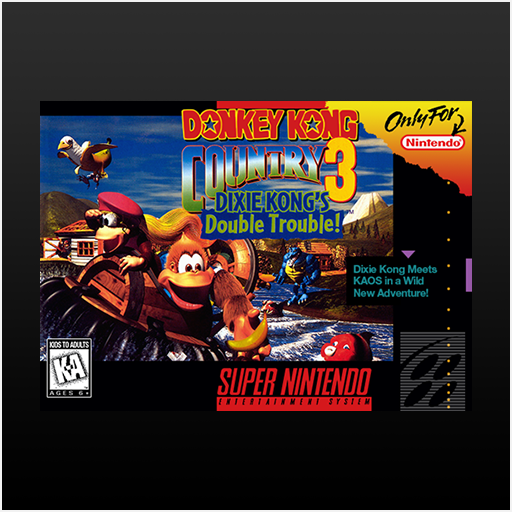 DONKEY KONG
COUNTRY 3
DIXIE KONG'S
Double Trouble!
TM
Only For
Nintendo
Dixie Kong Meets
KAOS in a Wild
New Adventure!
KIDS TO ADULTS
K-A
AGES 6+
SUPER NINTENDO
ENTERTAINMENT SYSTEM